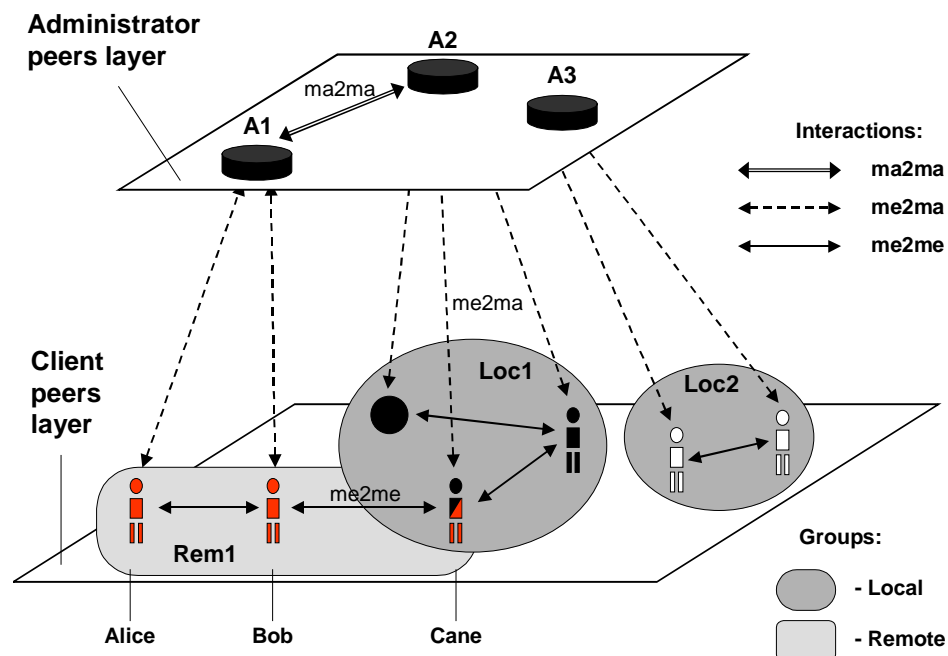 Administrator
peers layer
A2
A3
ma2ma
A1
Interactions:
ma2ma
me2ma
me2me
me2ma
Client
peers
layer
Loc1
Loc2
me2me
Rem1
Groups:
- Local
- Remote
Alice
Bob
Cane